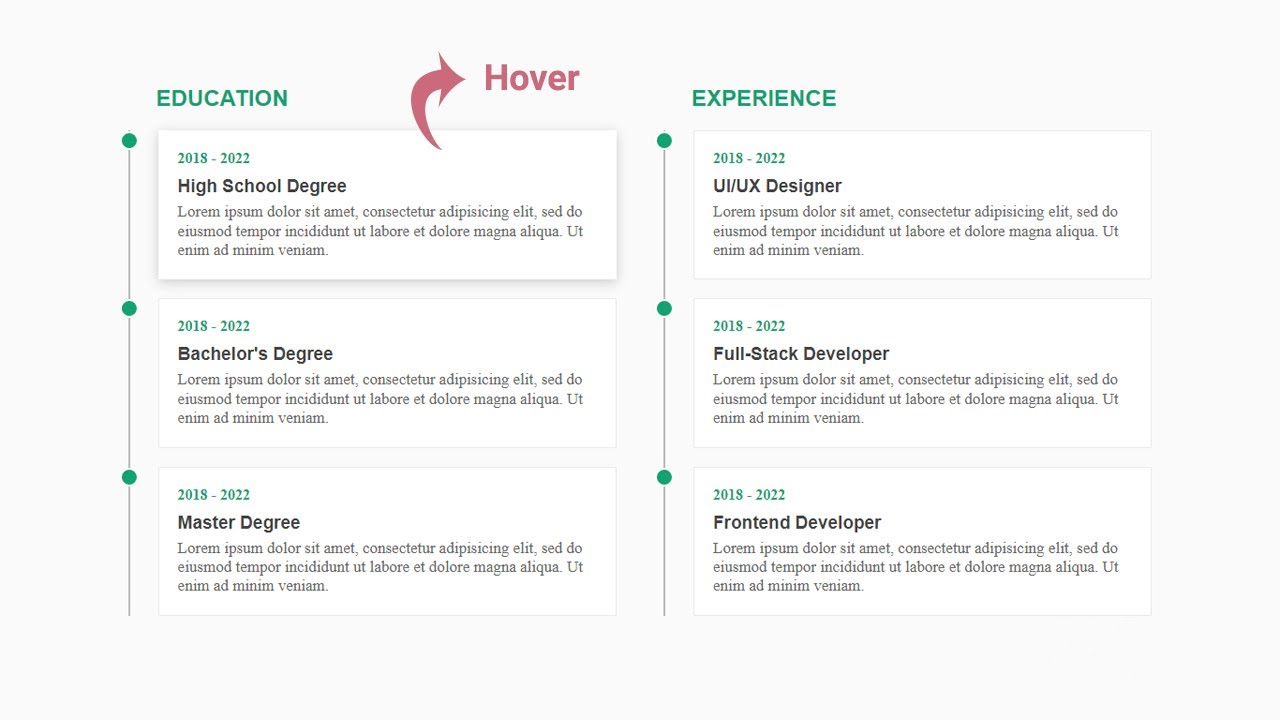 Hover
EDUCATION
2018 - 2022
High School Degree
Lorem ipsum dolor sit amet, consectetur adipisicing elit, sed do
eiusmod tempor incididunt ut labore et dolore magna aliqua. Ut
enim ad minim veniam.
2018 - 2022
Bachelor's Degree
Lorem ipsum dolor sit amet, consectetur adipisicing elit, sed do
eiusmod tempor incididunt ut labore et dolore magna aliqua. Ut
enim ad minim veniam.
2018 - 2022
Master Degree
Lorem ipsum dolor sit amet, consectetur adipisicing elit, sed do
eiusmod tempor incididunt ut labore et dolore magna aliqua. Ut
enim ad minim veniam.
EXPERIENCE
2018 - 2022
UI/UX Designer
Lorem ipsum dolor sit amet, consectetur adipisicing elit, sed do
eiusmod tempor incididunt ut labore et dolore magna aliqua. Ut
enim ad minim veniam.
2018 - 2022
Full-Stack Developer
Lorem ipsum dolor sit amet, consectetur adipisicing elit, sed do
eiusmod tempor incididunt ut labore et dolore magna aliqua. Ut
enim ad minim veniam.
2018 - 2022
Frontend Developer
Lorem ipsum dolor sit amet, consectetur adipisicing elit, sed do
eiusmod tempor incididunt ut labore et dolore magna aliqua. Ut
enim ad minim veniam.